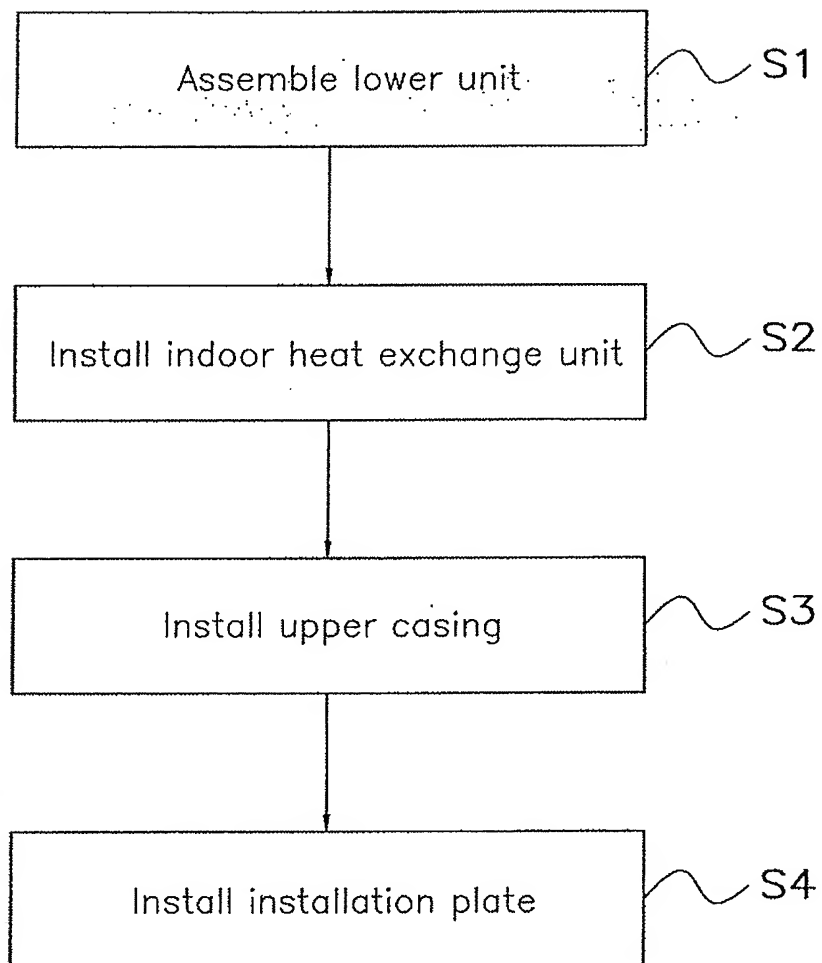 Assemble lower unit
S1
Install indoor heat exchange unit
S2
Install upper casing
S3
Install installation plate
S4